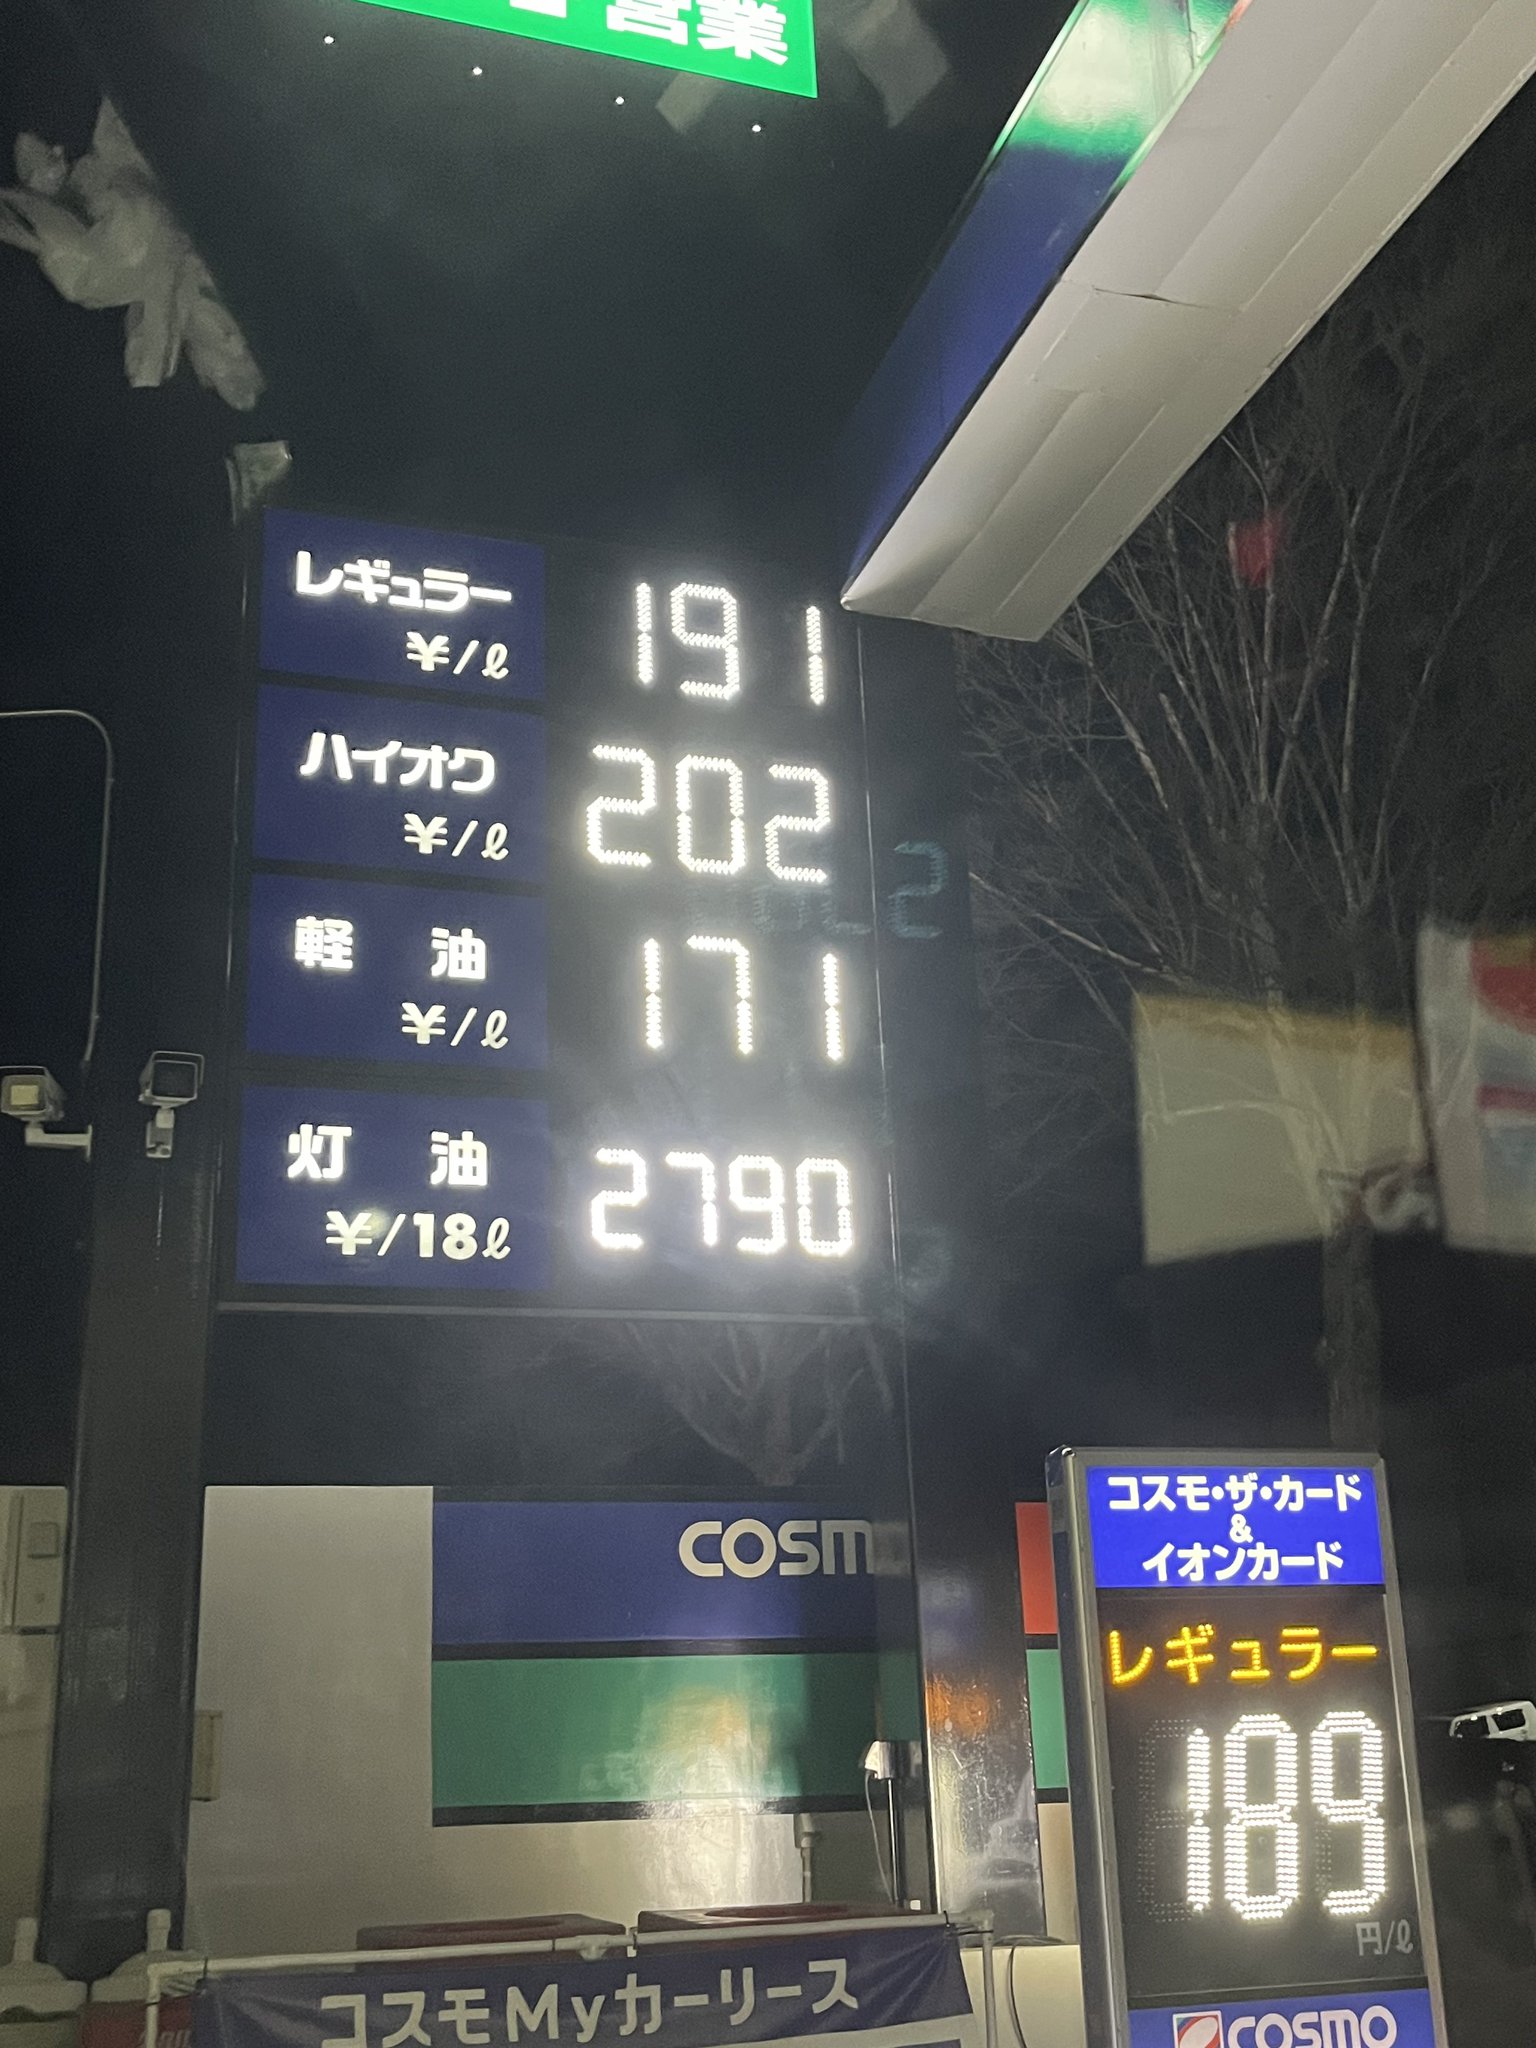 営業
レギュラー
¥/ℓ
191
ハイオク
¥/ℓ
202
軽油
¥/ℓ
171
灯油
¥/18ℓ
2790
COSM
コスモ・ザ・カード
&
イオンカード
レギュラー
189
円/ℓ
COSMO
コスモMyカーリース